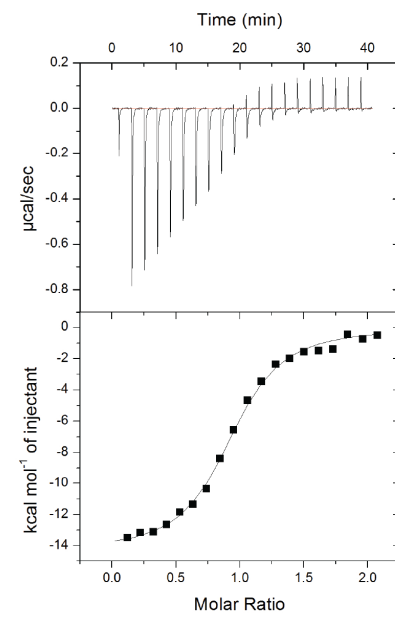 Time (min)
0 10 20 30 40
0.2
0.0
-0.2
-0.4
-0.6
-0.8
µcal/sec
0
-2
-4
-6
-8
-10
-12
-14
kcal mol⁻¹ of injectant
0.0 0.5 1.0 1.5 2.0
Molar Ratio